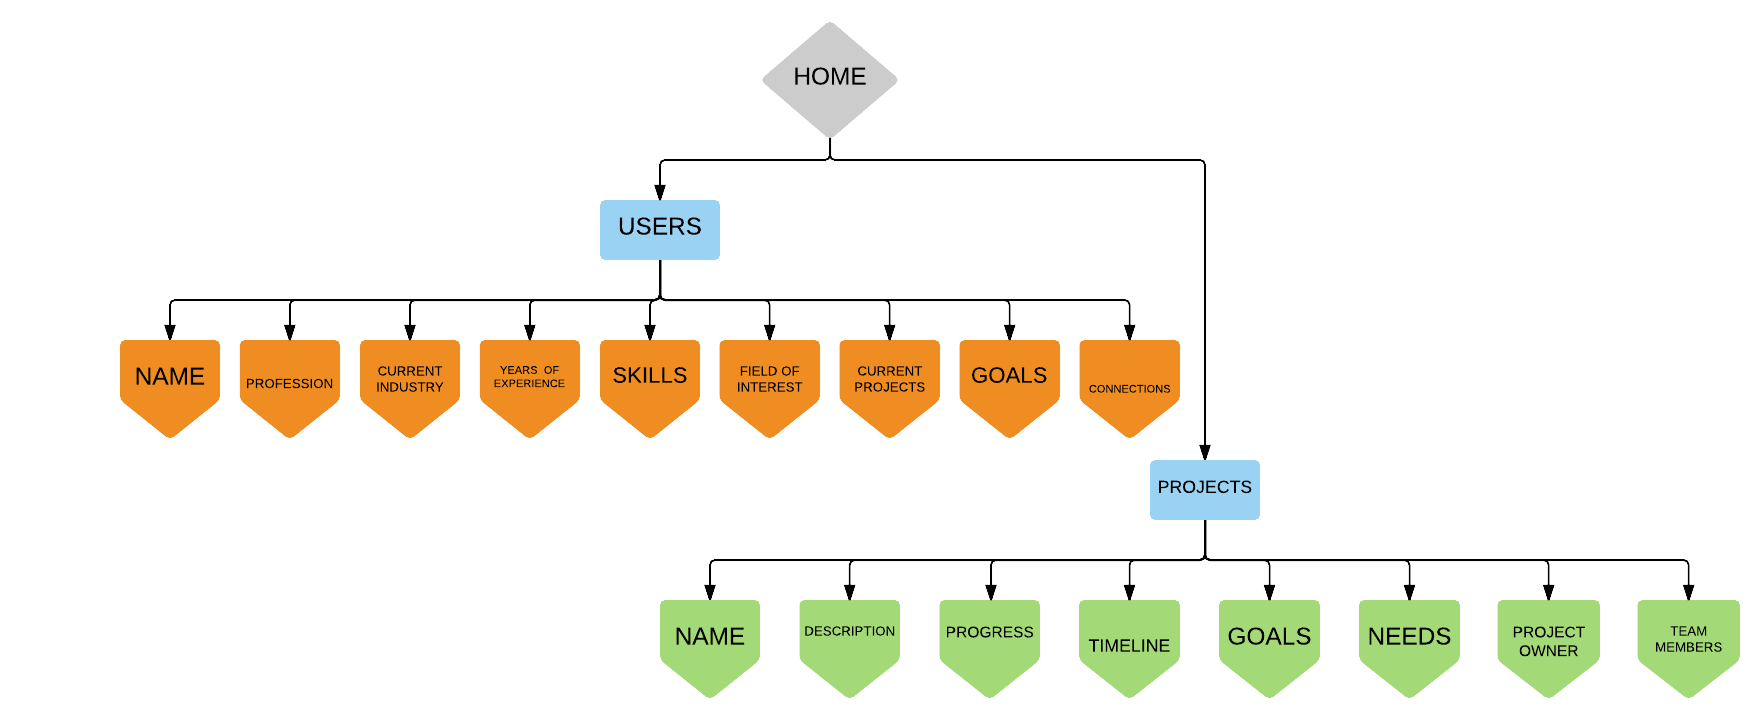 HOME
USERS
NAME
PROFESSION
CURRENT
INDUSTRY
YEARS OF
EXPERIENCE
SKILLS
FIELD OF
INTEREST
CURRENT
PROJECTS
GOALS
CONNECTIONS
PROJECTS
NAME
DESCRIPTION
PROGRESS
TIMELINE
GOALS
NEEDS
PROJECT
OWNER
TEAM
MEMBERS